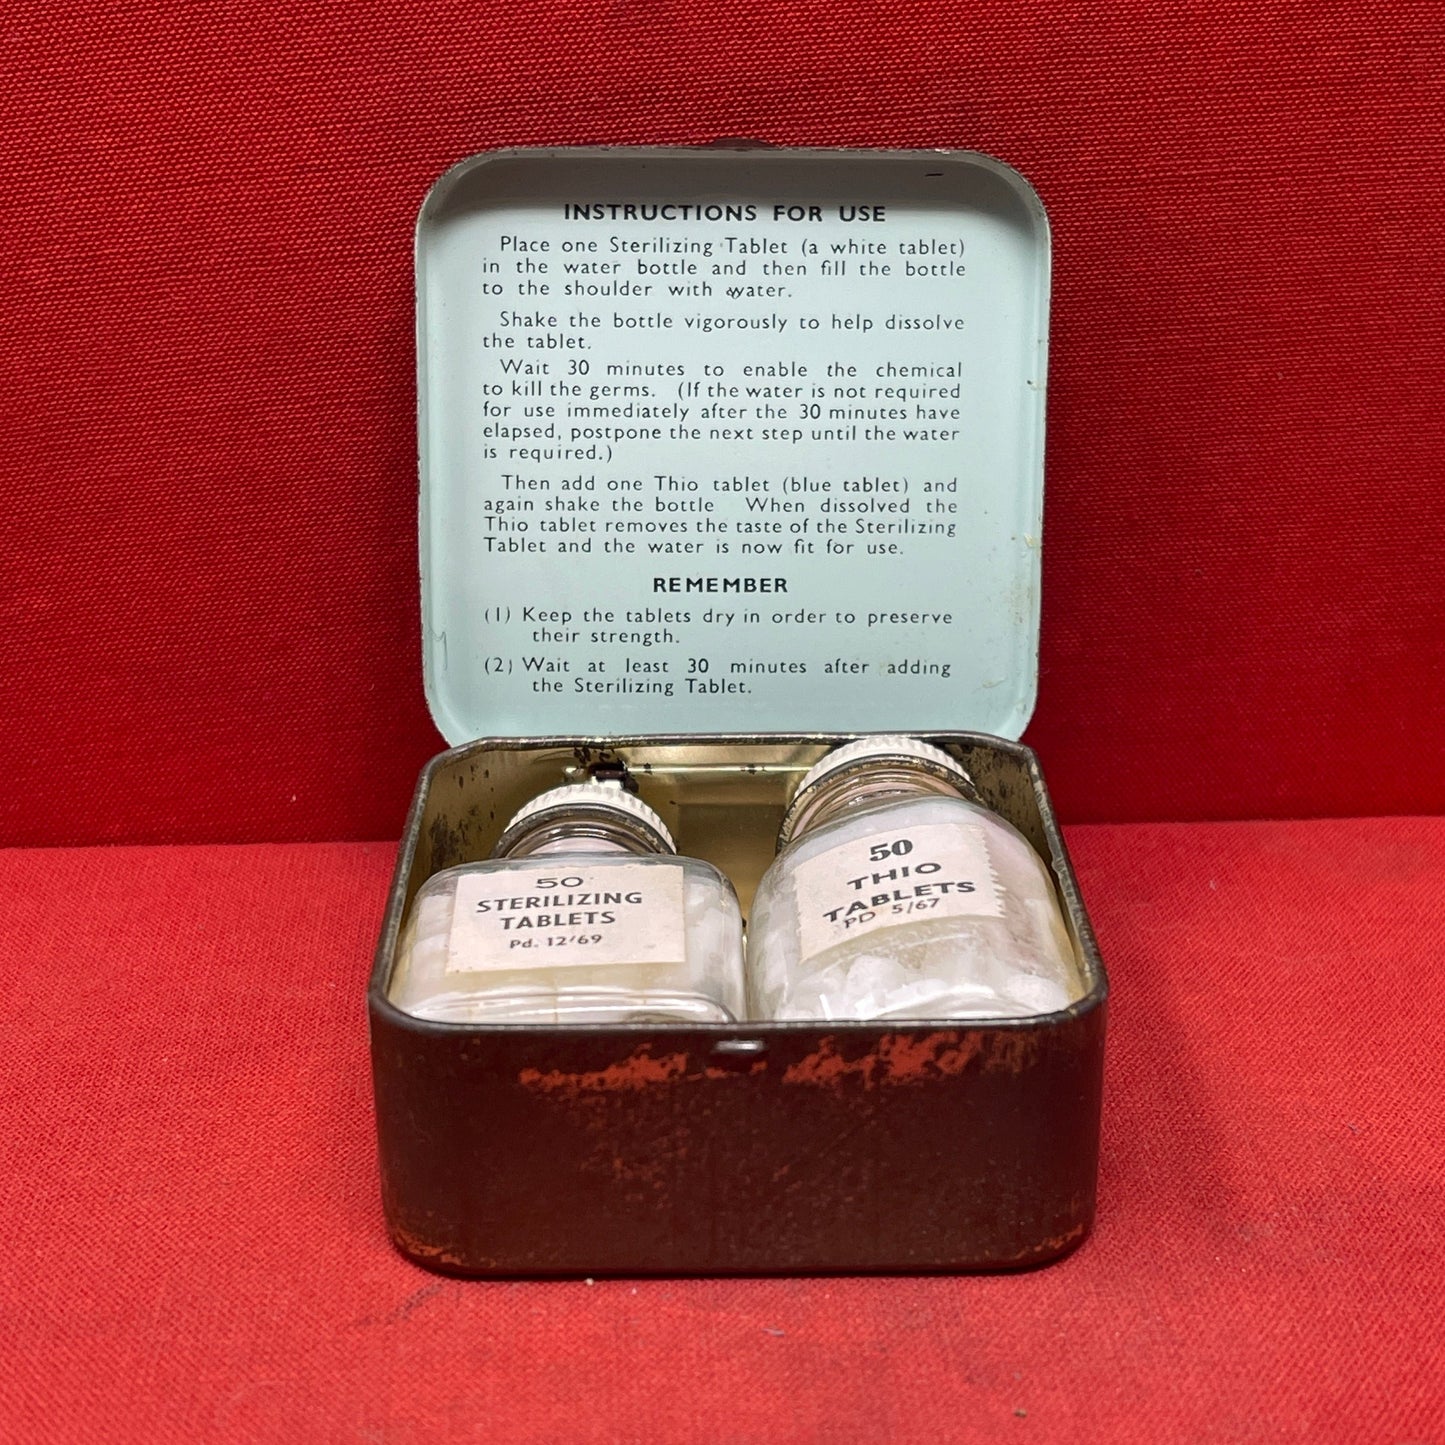 INSTRUCTIONS FOR USE
Place one Sterilizing Tablet (a white tablet)
in the water bottle and then fill the bottle
to the shoulder with water.
Shake the bottle vigorously to help dissolve
the tablet.
Wait 30 minutes to enable the chemical
to kill the germs. (If the water is not required
for use immediately after the 30 minutes have
elapsed, postpone the next step until the water
is required.)
Then add one Thio tablet (blue tablet) and
again shake the bottle When dissolved the
Thio tablet removes the taste of the Sterilizing
Tablet and the water is now fit for use.
REMEMBER
(1) Keep the tablets dry in order to preserve
their strength.
(2) Wait at least 30 minutes after adding
the Sterilizing Tablet.
50
STERILIZING
TABLETS
Pd. 12/69
50
THIO
TABLETS
PD 5/67